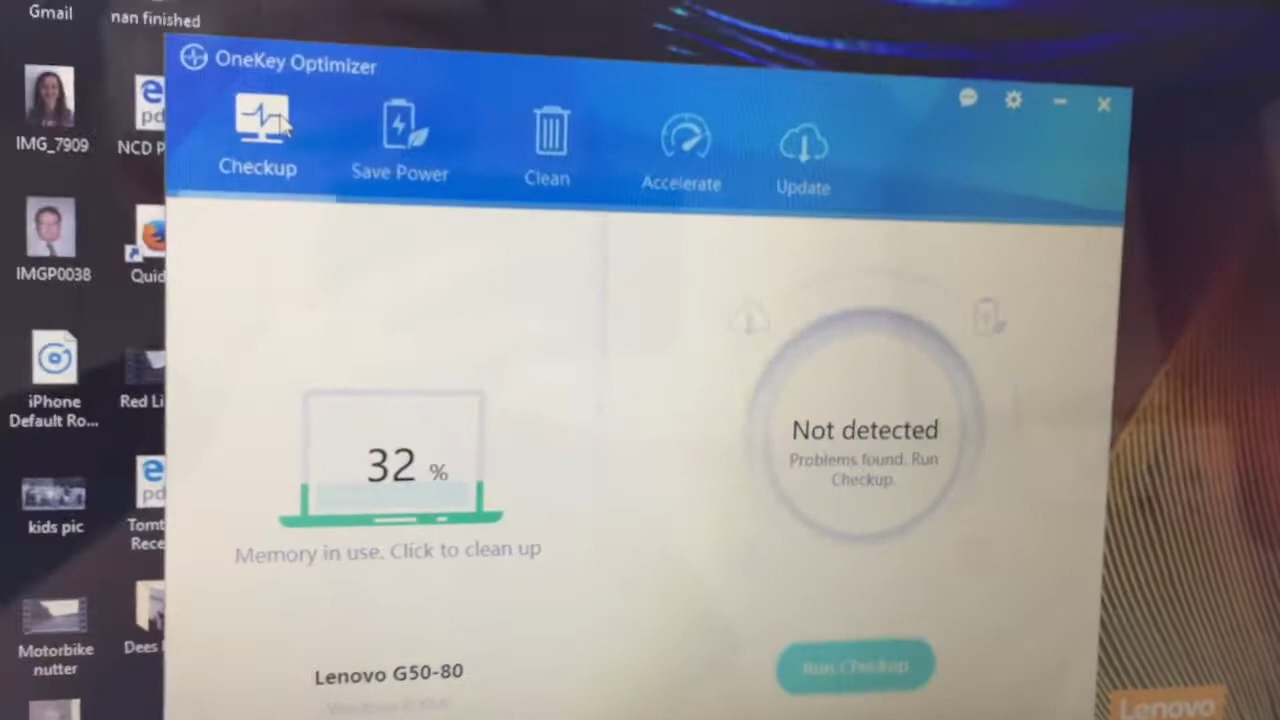 Gmail
nan finished
IMG_7909
NCD P
IMGP0038
Quic
iPhone
Default Ro...
Red Li
kids pic
Tomt
Rece
Motorbike
nutter
Dees
OneKey Optimizer
Checkup
Save Power
Clean
Accelerate
Update
32 %
Memory in use. Click to clean up
Lenovo G50-80
Not detected
Problems found. Run
Checkup.
Run Checkup
Lenovo